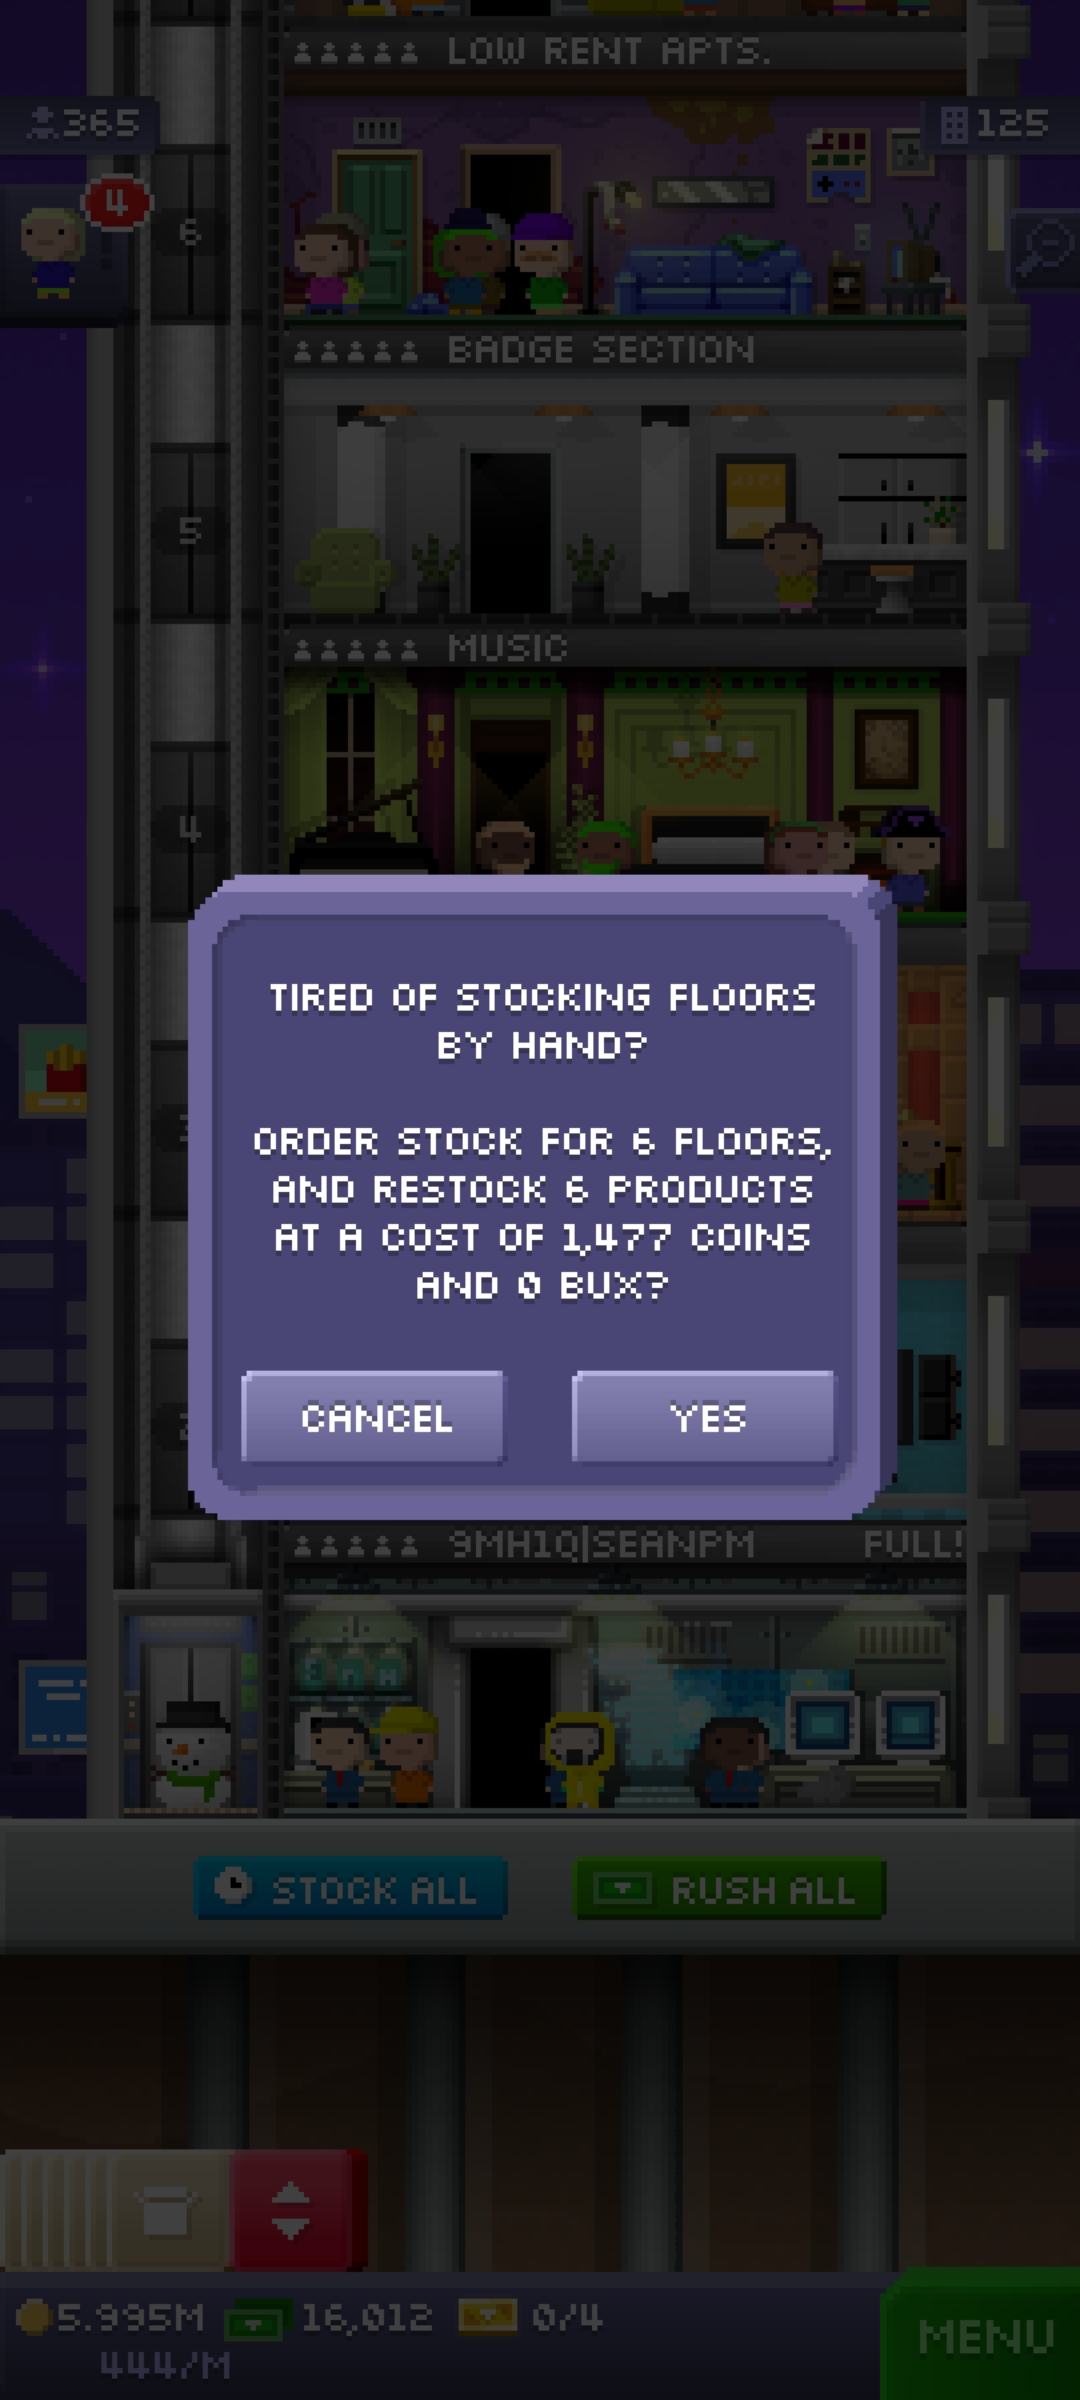 LOW RENT APTS.
365
125
4
6
BADGE SECTION
5
MUSIC
4
TIRED OF STOCKING FLOORS
BY HAND?
ORDER STOCK FOR 6 FLOORS,
AND RESTOCK 6 PRODUCTS
AT A COST OF 1,477 COINS
AND 0 BUX?
CANCEL
YES
9MH1Q|SEANPM
FULL!
STOCK ALL
RUSH ALL
5.995M
16,012
0/4
444/M
MENU